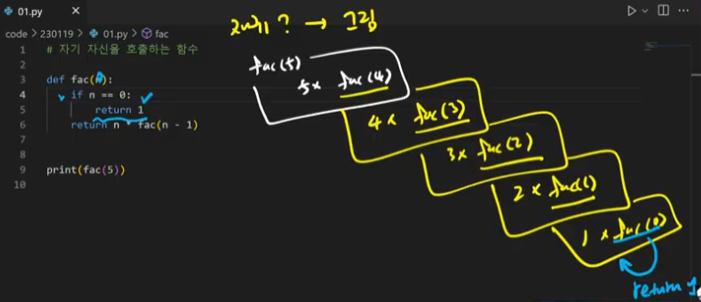 01.py
code > 230119 > 01.py > fac
1 # 자기 자신을 호출하는 함수
2
3 def fac(n):
4 if n == 0:
5 return 1
6 return n * fac(n - 1)
7
8
9 print(fac(5))
10
재귀? → 그림
fac(5)
5 × fac(4)
4 × fac(3)
3 × fac(2)
2 × fac(1)
1 × fac(0)
return 1